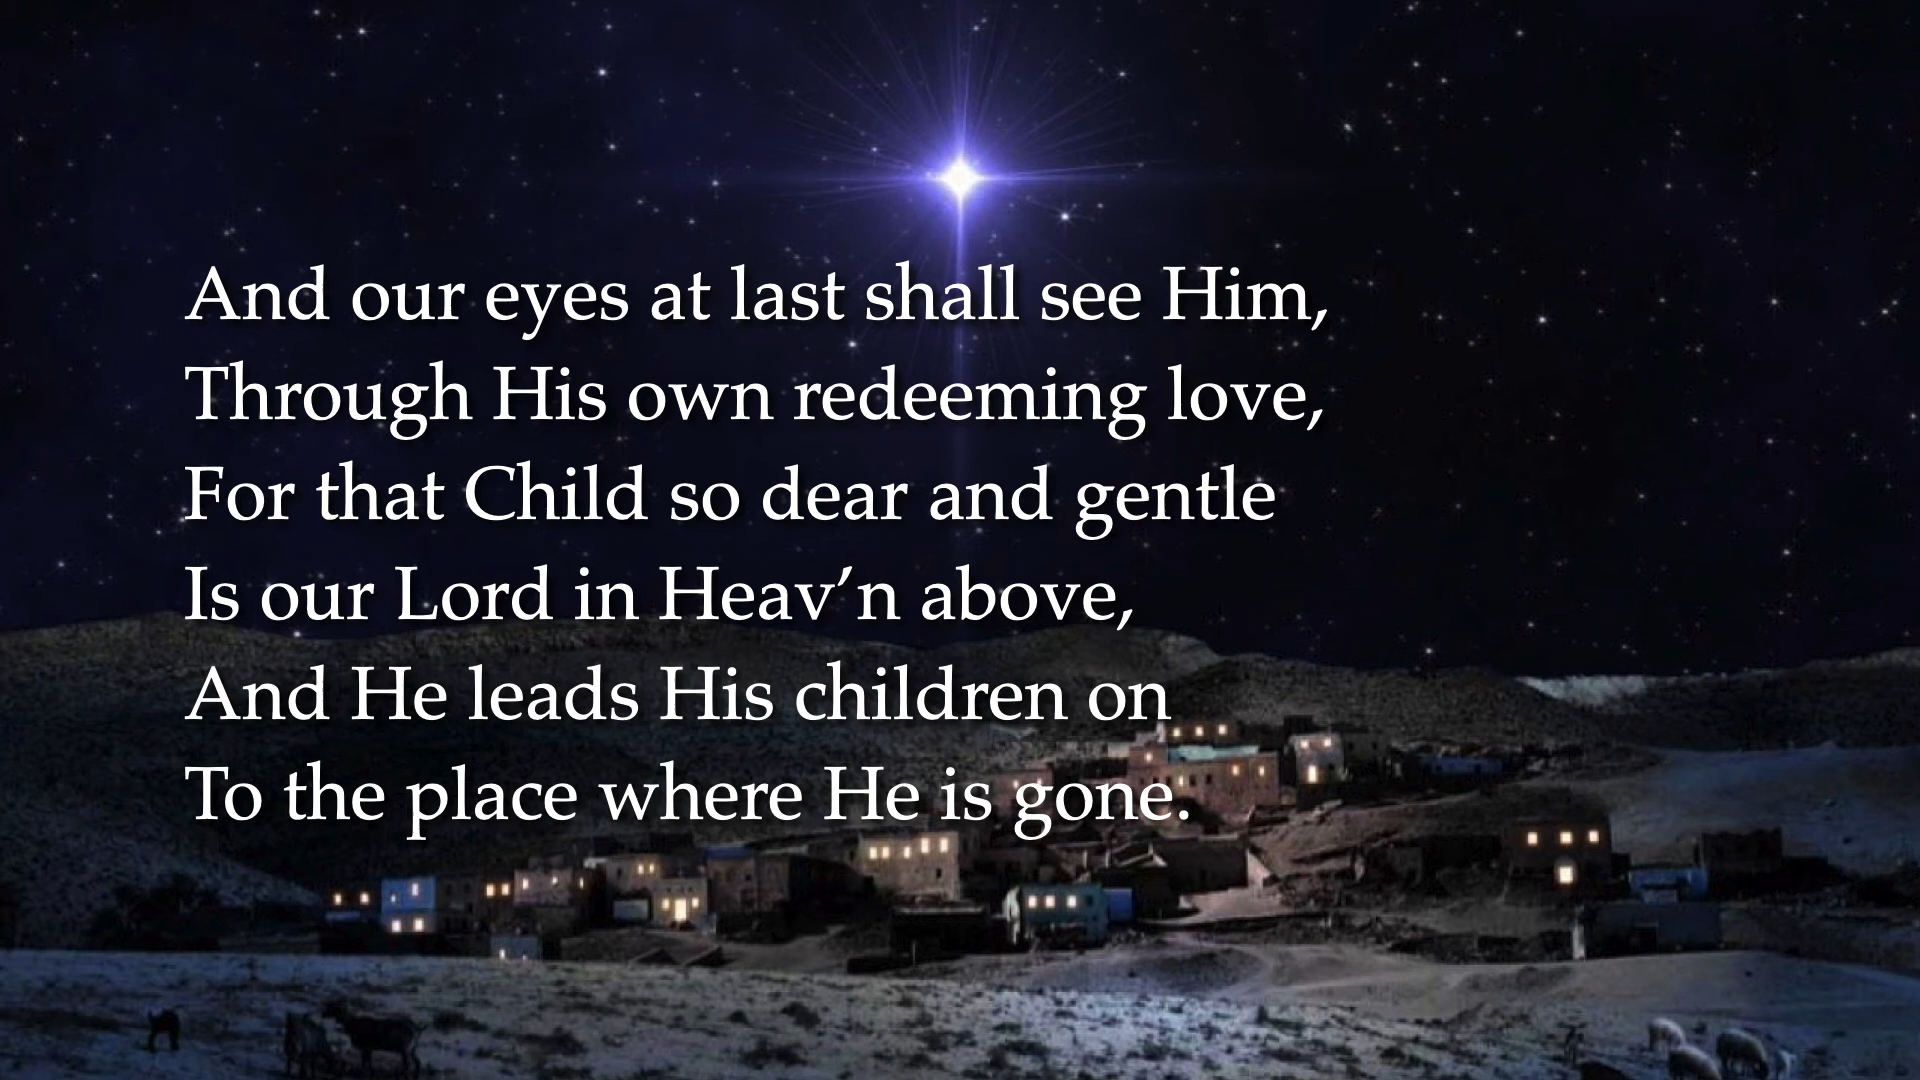 And our eyes at last shall see Him,
Through His own redeeming love,
For that Child so dear and gentle
Is our Lord in Heav’n above,
And He leads His children on
To the place where He is gone.